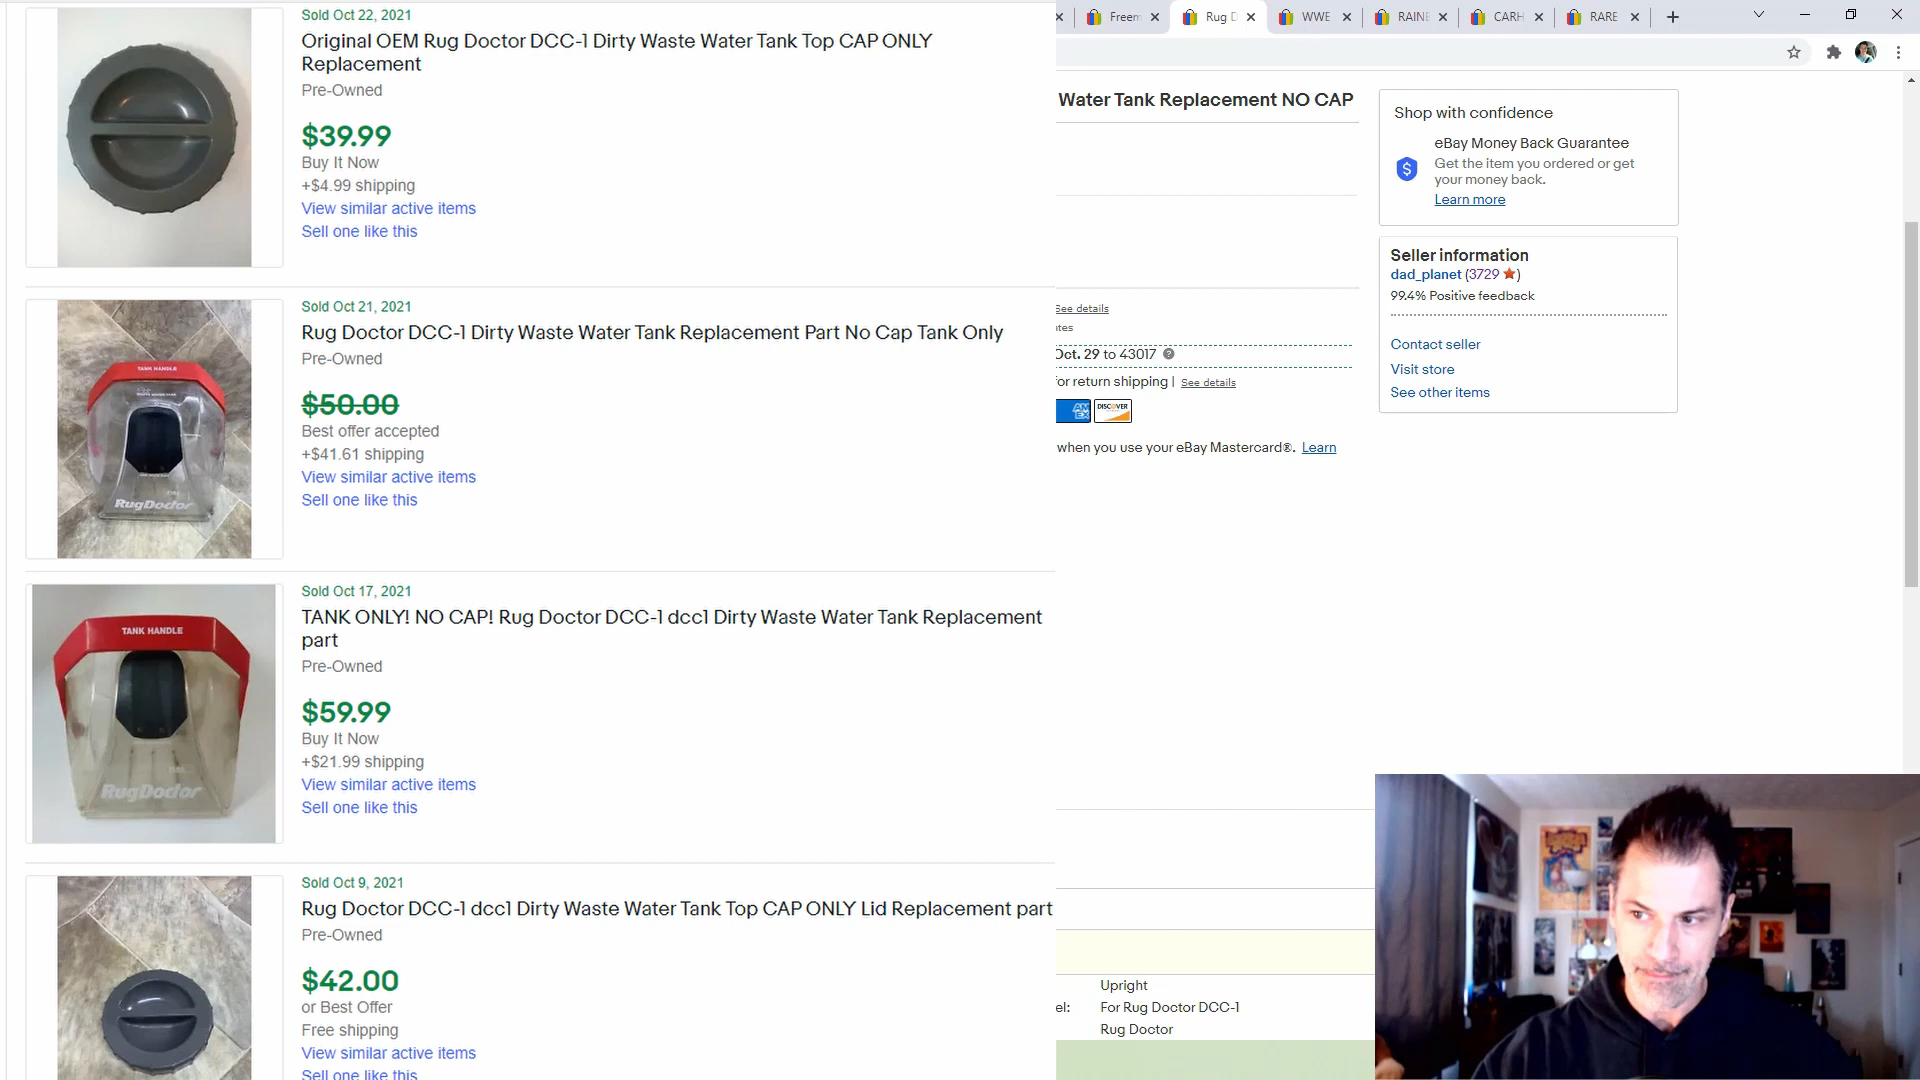 Sold Oct 22, 2021
Original OEM Rug Doctor DCC-1 Dirty Waste Water Tank Top CAP ONLY
Replacement
Pre-Owned
$39.99
Buy It Now
+$4.99 shipping
View similar active items
Sell one like this
Sold Oct 21, 2021
Rug Doctor DCC-1 Dirty Waste Water Tank Replacement Part No Cap Tank Only
Pre-Owned
$50.00
Best offer accepted
+$41.61 shipping
View similar active items
Sell one like this
TANK HANDLE
RugDoctor
Sold Oct 17, 2021
TANK ONLY! NO CAP! Rug Doctor DCC-1 dcc1 Dirty Waste Water Tank Replacement
part
Pre-Owned
$59.99
Buy It Now
+$21.99 shipping
View similar active items
Sell one like this
TANK HANDLE
RugDoctor
Sold Oct 9, 2021
Rug Doctor DCC-1 dcc1 Dirty Waste Water Tank Top CAP ONLY Lid Replacement part
Pre-Owned
$42.00
or Best Offer
Free shipping
View similar active items
Sell one like this
Freem
Rug D
WWE
RAINE
CARH
RARE
Water Tank Replacement NO CAP
See details
ates
Oct. 29 to 43017
for return shipping | See details
AM EX
DISCOVER
when you use your eBay Mastercard®. Learn
Shop with confidence
eBay Money Back Guarantee
Get the item you ordered or get
your money back.
Learn more
Seller information
dad_planet (3729)
99.4% Positive feedback
Contact seller
Visit store
See other items
Upright
el: For Rug Doctor DCC-1
Rug Doctor